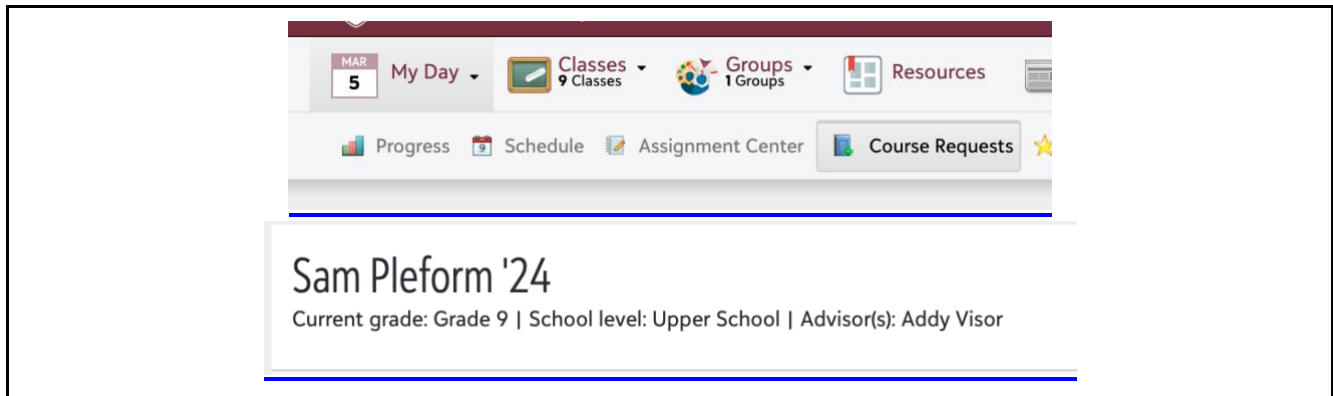 MAR
5
My Day
Classes
9 Classes
Groups
1 Groups
Resources
Progress
9
Schedule
Assignment Center
Course Requests
Sam Pleform '24
Current grade: Grade 9 | School level: Upper School | Advisor(s): Addy Visor